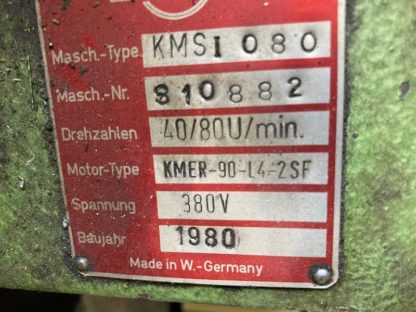 Masch.-Type KMSI 080
Masch.-Nr. S10882
Drehzahlen 40/80U/min.
Motor-Type KMER-90-L4-2SF
Spannung 380V
Baujahr 1980
Made in W.-Germany